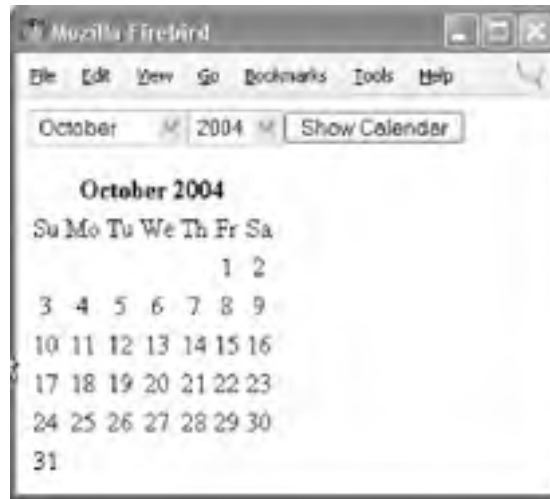 Mozilla Firebird
File Edit View Go Bookmarks Tools Help
October 2004 Show Calendar
October 2004
Su Mo Tu We Th Fr Sa
1 2
3 4 5 6 7 8 9
10 11 12 13 14 15 16
17 18 19 20 21 22 23
24 25 26 27 28 29 30
31